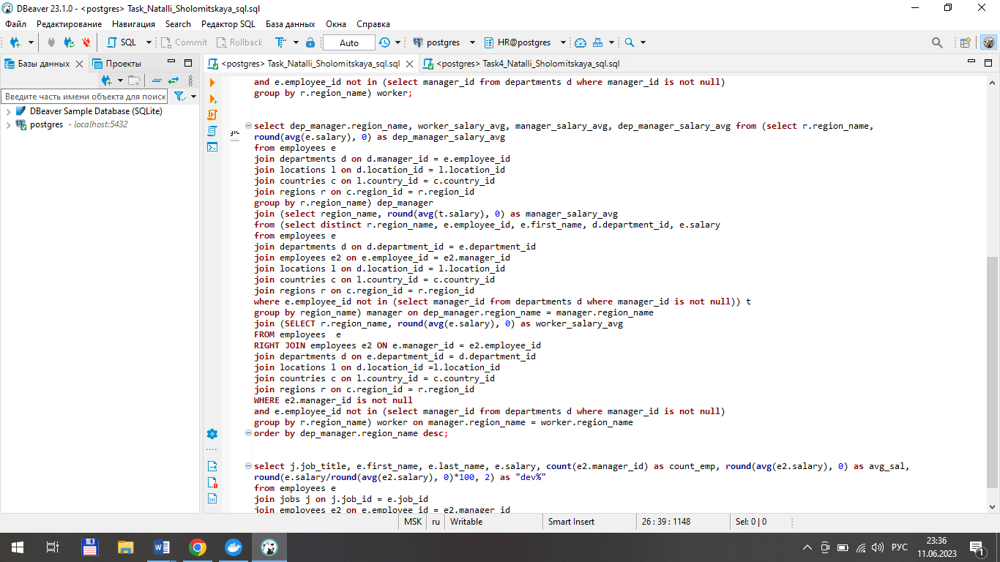 DBeaver 23.1.0 - <postgres> Task_Natalli_Sholomitskaya_sql.sql
Файл Редактирование Навигация Search Редактор SQL База данных Окна Справка
SQL Commit Rollback Auto postgres HR@postgres
Базы данных Проекты <postgres> Task_Natalli_Sholomitskaya_sql.sql <postgres> Task4_Natalli_Sholomitskaya_sql.sql
Введите часть имени объекта для поиск
DBeaver Sample Database (SQLite)
postgres - localhost:5432
and e.employee_id not in (select manager_id from departments d where manager_id is not null)
group by r.region_name) worker;
select dep_manager.region_name, worker_salary_avg, manager_salary_avg, dep_manager_salary_avg from (select r.region_name,
round(avg(e.salary), 0) as dep_manager_salary_avg
from employees e
join departments d on d.manager_id = e.employee_id
join locations l on d.location_id = l.location_id
join countries c on l.country_id = c.country_id
join regions r on c.region_id = r.region_id
group by r.region_name) dep_manager
join (select region_name, round(avg(t.salary), 0) as manager_salary_avg
from (select distinct r.region_name, e.employee_id, e.first_name, d.department_id, e.salary
from employees e
join departments d on d.department_id = e.department_id
join employees e2 on e.employee_id = e2.manager_id
join locations l on d.location_id = l.location_id
join countries c on l.country_id = c.country_id
join regions r on c.region_id = r.region_id
where e.employee_id not in (select manager_id from departments d where manager_id is not null)) t
group by region_name) manager on dep_manager.region_name = manager.region_name
join (SELECT r.region_name, round(avg(e.salary), 0) as worker_salary_avg
FROM employees  e
RIGHT JOIN employees e2 ON e.manager_id = e2.employee_id
join departments d on e.department_id = d.department_id
join locations l on d.location_id =l.location_id
join countries c on l.country_id = c.country_id
join regions r on c.region_id = r.region_id
WHERE e2.manager_id is not null
and e.employee_id not in (select manager_id from departments d where manager_id is not null)
group by r.region_name) worker on manager.region_name = worker.region_name
order by dep_manager.region_name desc;
select j.job_title, e.first_name, e.last_name, e.salary, count(e2.manager_id) as count_emp, round(avg(e2.salary), 0) as avg_sal,
round(e.salary/round(avg(e2.salary), 0)*100, 2) as "dev%"
from employees e
join jobs j on j.job_id = e.job_id
join employees e2 on e.employee_id = e2.manager_id
MSK ru Writable Smart Insert 26 : 39 : 1148 Sel: 0 | 0
РУС 23:36
11.06.2023 1